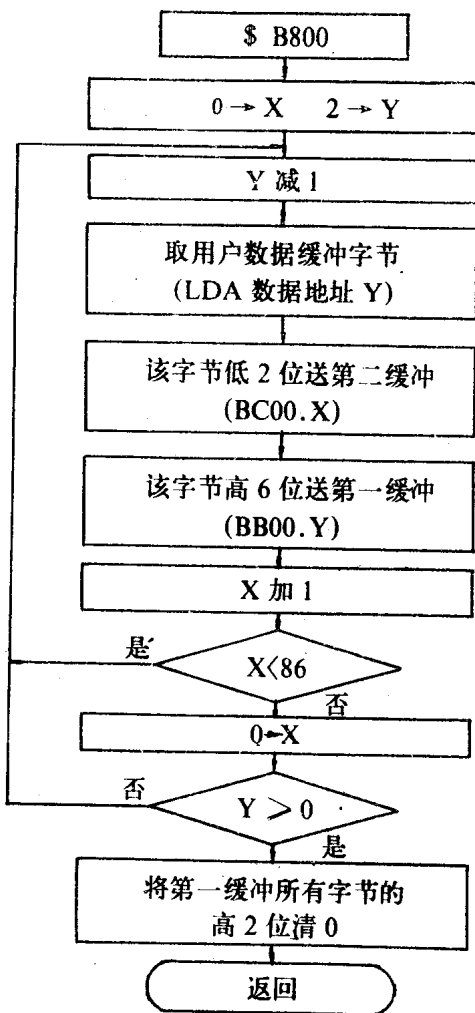 $ B800
0→X 2→Y
Y 减 1
取用户数据缓冲字节
(LDA 数据地址 Y)
该字节低 2 位送第二缓冲
(BC00.X)
该字节高 6 位送第一缓冲
(BB00.Y)
X 加 1
是
X<86
否
0→X
否
Y > 0
是
将第一缓冲所有字节的
高 2 位清 0
返回